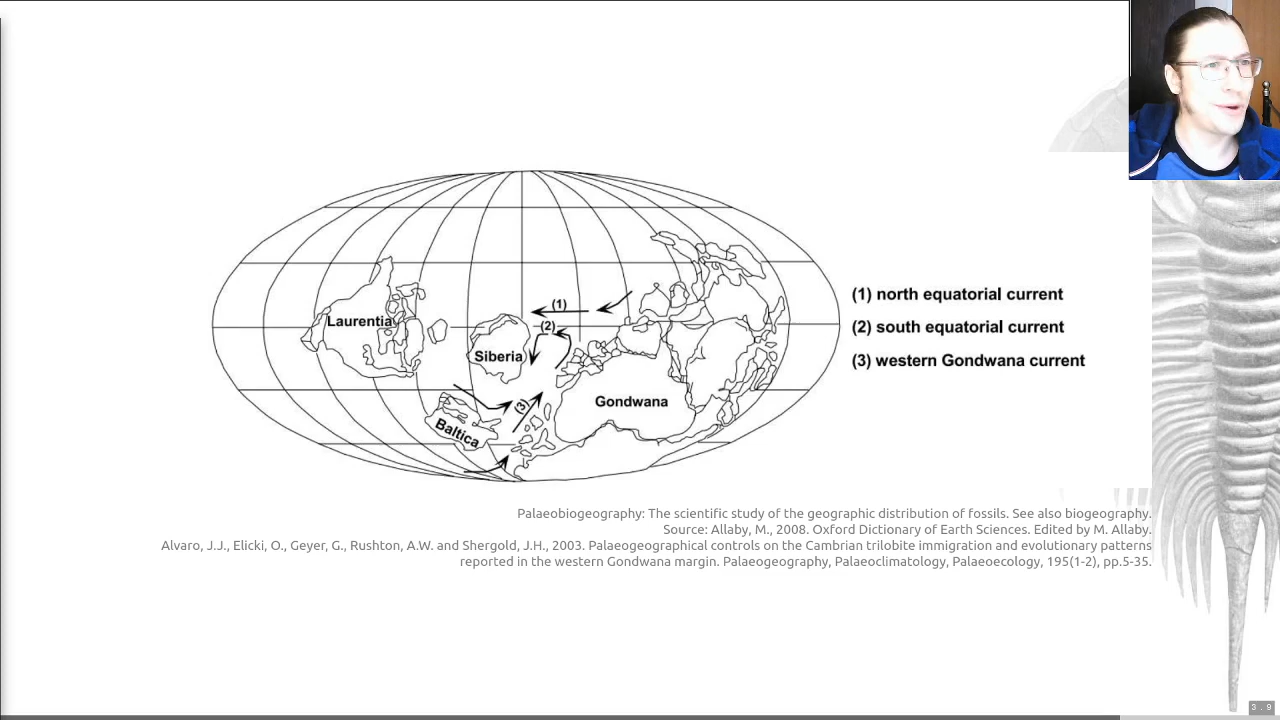 (1) north equatorial current
(2) south equatorial current
(3) western Gondwana current
(1)
(2)
Laurentia
Siberia
Gondwana
(3)
Baltica
Palaeobiogeography: The scientific study of the geographic distribution of fossils. See also biogeography.
Source: Allaby, M., 2008. Oxford Dictionary of Earth Sciences. Edited by M. Allaby.
Alvaro, J.J., Elicki, O., Geyer, G., Rushton, A.W. and Shergold, J.H., 2003. Palaeogeographical controls on the Cambrian trilobite immigration and evolutionary patterns
reported in the western Gondwana margin. Palaeogeography, Palaeoclimatology, Palaeoecology, 195(1-2), pp.5-35.
3 . 9